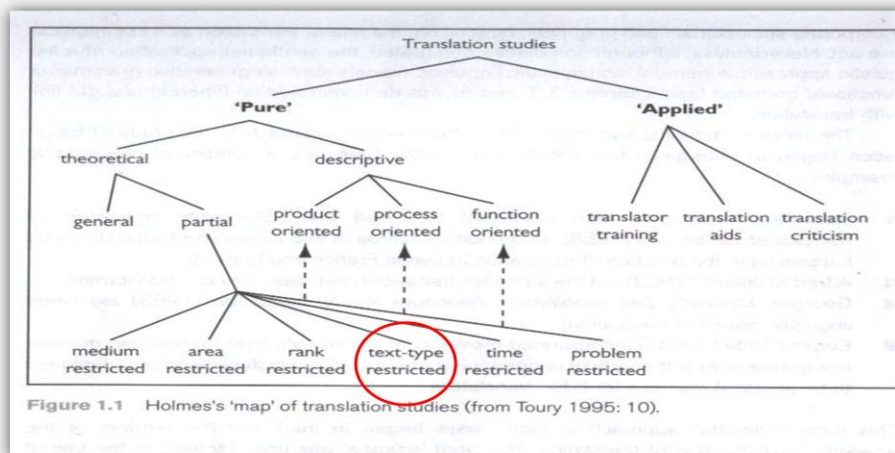 Translation studies
'Pure'
'Applied'
theoretical
descriptive
general
partial
product oriented
process oriented
function oriented
translator training
translation aids
translation criticism
medium restricted
area restricted
rank restricted
text-type restricted
time restricted
problem restricted
Figure 1.1 Holmes's 'map' of translation studies (from Toury 1995: 10).